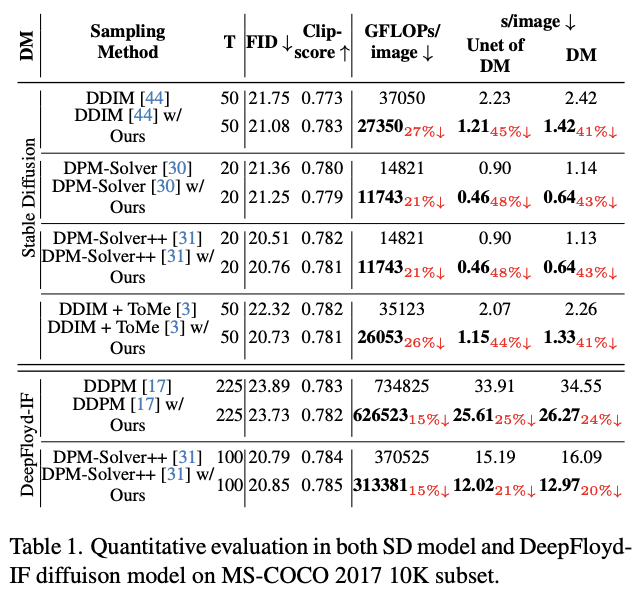 DM Sampling Method T FID ↓ Clip-score ↑ GFLOPs/image ↓ s/image ↓ Unet of DM DM
Stable Diffusion
DDIM [44] 50 21.75 0.773 37050 2.23 2.42
DDIM [44] w/ Ours 50 21.08 0.783 27350 27%↓ 1.21 45%↓ 1.42 41%↓
DPM-Solver [30] 20 21.36 0.780 14821 0.90 1.14
DPM-Solver [30] w/ Ours 20 21.25 0.779 11743 21%↓ 0.46 48%↓ 0.64 43%↓
DPM-Solver++ [31] 20 20.51 0.782 14821 0.90 1.13
DPM-Solver++ [31] w/ Ours 20 20.76 0.781 11743 21%↓ 0.46 48%↓ 0.64 43%↓
DDIM + ToMe [3] 50 22.32 0.782 35123 2.07 2.26
DDIM + ToMe [3] w/ Ours 50 20.73 0.781 26053 26%↓ 1.15 44%↓ 1.33 41%↓
DeepFloyd-IF
DDPM [17] 225 23.89 0.783 734825 33.91 34.55
DDPM [17] w/ Ours 225 23.73 0.782 626523 15%↓ 25.61 25%↓ 26.27 24%↓
DPM-Solver++ [31] 100 20.79 0.784 370525 15.19 16.09
DPM-Solver++ [31] w/ Ours 100 20.85 0.785 313381 15%↓ 12.02 21%↓ 12.97 20%↓
Table 1. Quantitative evaluation in both SD model and DeepFloyd-
IF diffuison model on MS-COCO 2017 10K subset.